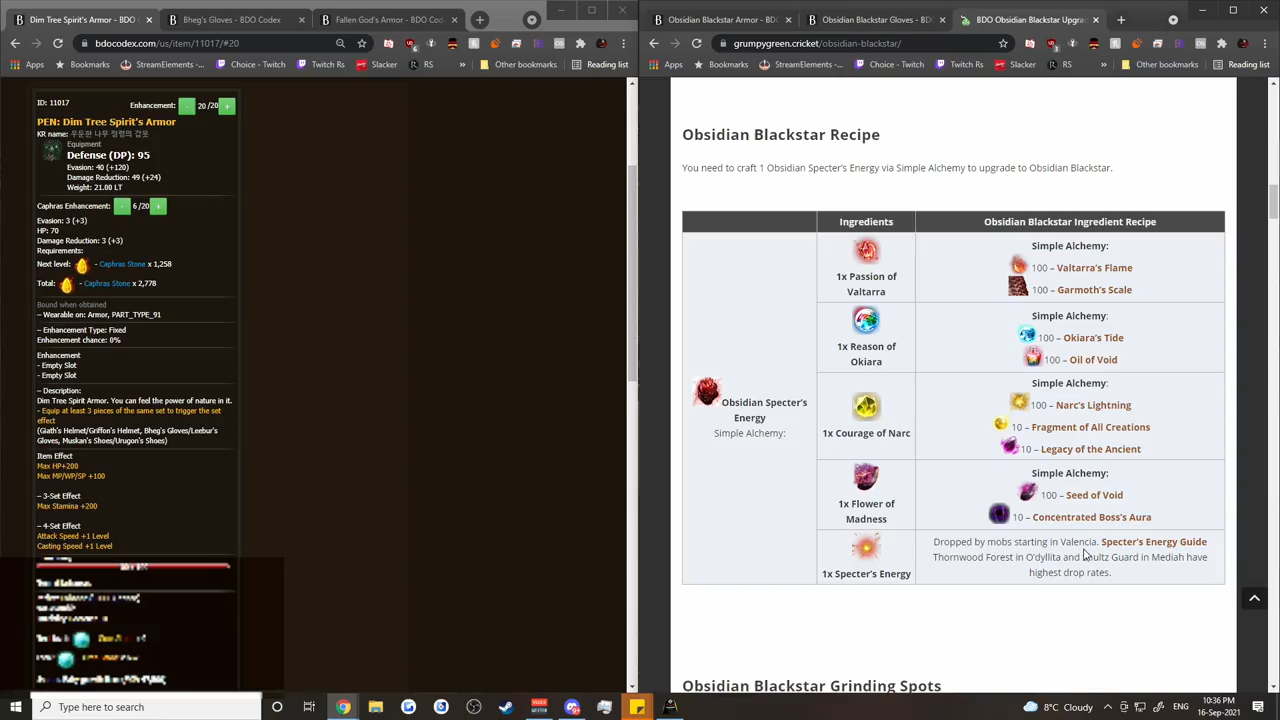 Dim Tree Spirit's Armor - BDO Co
Bheg's Gloves - BDO Codex
Fallen God's Armor - BDO Codex
bdocodex.com/us/item/11017/#20
Apps
Bookmarks
StreamElements -...
Choice - Twitch
Twitch Rs
Slacker
RS
»
Other bookmarks
Reading list
ID: 11017
Enhancement: - 20 /20 +
PEN: Dim Tree Spirit's Armor
KR name: 우둔한 나무 정령의 갑옷
Equipment
Defense (DP): 95
Evasion: 40 (+120)
Damage Reduction: 49 (+24)
Weight: 21.00 LT
Caphras Enhancement: - 6 /20 +
Evasion: 3 (+3)
HP: 70
Damage Reduction: 3 (+3)
Requirements:
Next level: - Caphras Stone x 1,258
Total: - Caphras Stone x 2,778
Bound when obtained
– Wearable on: Armor, PART_TYPE_91
– Enhancement Type: Fixed
Enhancement chance: 0%
Enhancement
- Empty Slot
- Empty Slot
– Description:
Dim Tree Spirit Armor. You can feel the power of nature in it.
- Equip at least 3 pieces of the same set to trigger the set
effect
(Giath's Helmet/Griffon's Helmet, Bheg's Gloves/Leebur's
Gloves, Muskan's Shoes/Urugon's Shoes)
Item Effect
Max HP+200
Max MP/WP/SP +100
– 3-Set Effect
Max Stamina +200
– 4-Set Effect
Attack Speed +1 Level
Casting Speed +1 Level
Obsidian Blackstar Armor - BDO
Obsidian Blackstar Gloves - BDO
BDO Obsidian Blackstar Upgra
grumpygreen.cricket/obsidian-blackstar/
Apps
Bookmarks
StreamElements -...
Choice - Twitch
Twitch Rs
Slacker
RS
»
Other bookmarks
Reading list
Obsidian Blackstar Recipe
You need to craft 1 Obsidian Specter's Energy via Simple Alchemy to upgrade to Obsidian Blackstar.
Ingredients
Obsidian Blackstar Ingredient Recipe
Obsidian Specter's
Energy
Simple Alchemy:
1x Passion of
Valtarra
Simple Alchemy:
100 – Valtarra's Flame
100 – Garmoth's Scale
1x Reason of
Okiara
Simple Alchemy:
100 – Okiara's Tide
100 – Oil of Void
1x Courage of Narc
Simple Alchemy:
100 – Narc's Lightning
10 – Fragment of All Creations
10 – Legacy of the Ancient
1x Flower of
Madness
Simple Alchemy:
100 – Seed of Void
10 – Concentrated Boss's Aura
1x Specter's Energy
Dropped by mobs starting in Valencia. Specter's Energy Guide
Thornwood Forest in O'dyllita and Shultz Guard in Mediah have
highest drop rates.
Obsidian Blackstar Grinding Spots
Type here to search
8°C Cloudy
ENG
10:36 PM
16-Sep-2021